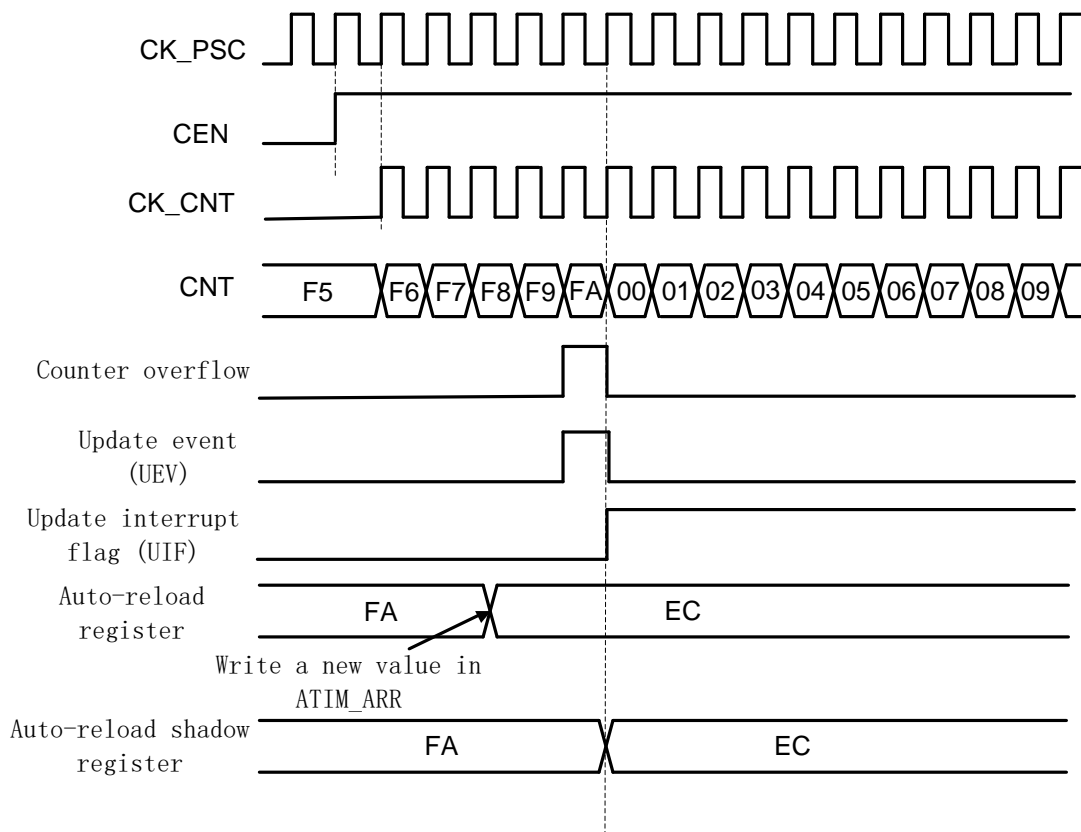 CK_PSC
CEN
CK_CNT
CNT F5 F6 F7 F8 F9 FA 00 01 02 03 04 05 06 07 08 09
Counter overflow
Update event
(UEV)
Update interrupt
flag (UIF)
Auto-reload
register
FA EC
Write a new value in
ATIM_ARR
Auto-reload shadow
register
FA EC